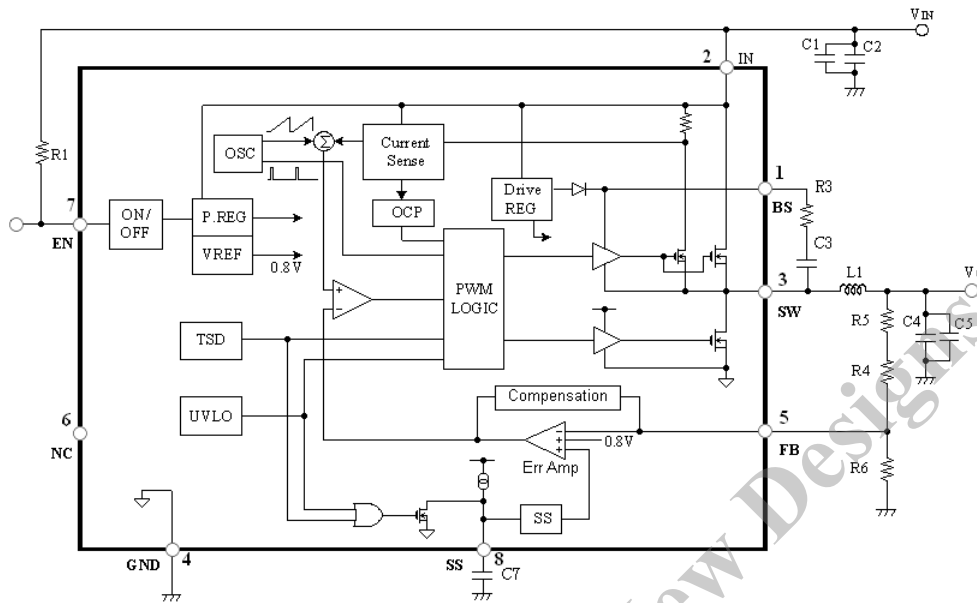 VIN
C1
C2
2
IN
R1
OSC
Σ
Current
Sense
OCP
Drive
REG
1
BS
R3
C3
7
EN
ON/
OFF
P.REG
VREF
0.8V
+
−
PWM
LOGIC
3
SW
L1
R5
C4
C5
R4
TSD
6
NC
UVLO
Compensation
−
+
+
0.8V
Err Amp
5
FB
R6
SS
GND
4
SS
8
C7
ew Designs